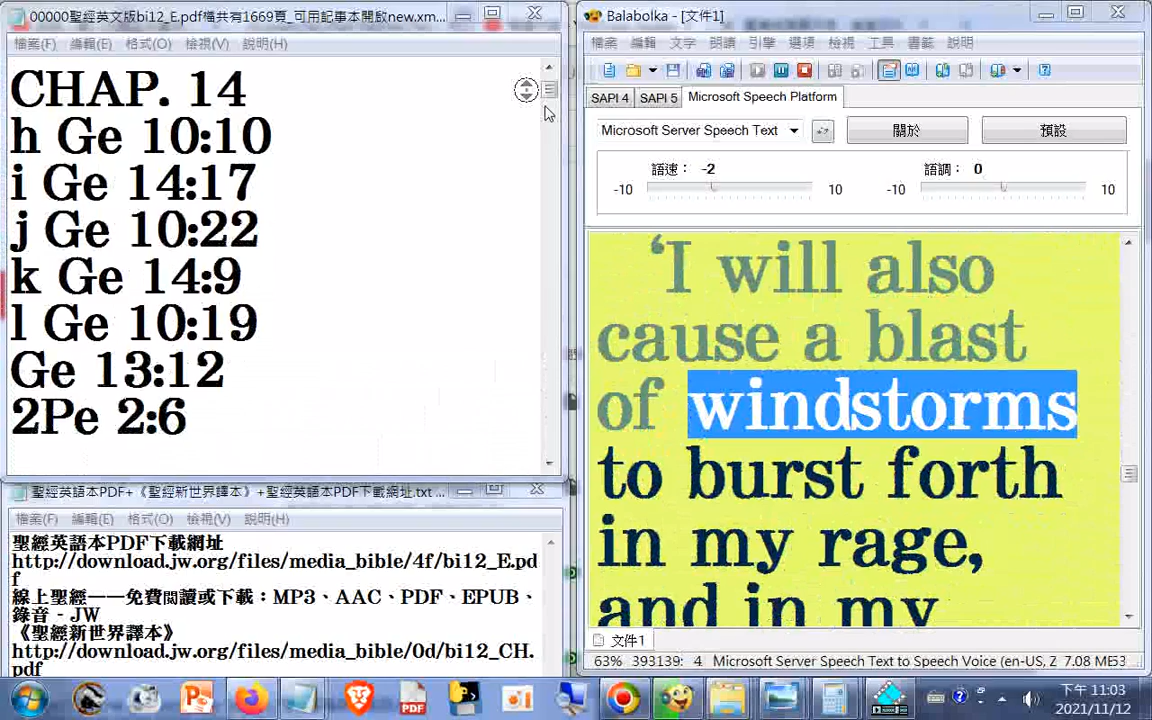 00000聖經英文版bi12_E.pdf檔共有1669頁_可用記事本開啟new.xm...
檔案(F) 編輯(E) 格式(O) 檢視(V) 說明(H)
CHAP. 14
h Ge 10:10
i Ge 14:17
j Ge 10:22
k Ge 14:9
l Ge 10:19
Ge 13:12
2Pe 2:6
聖經英語本PDF+《聖經新世界譯本》+聖經英語本PDF下載網址.txt ...
檔案(F) 編輯(E) 格式(O) 檢視(V) 說明(H)
聖經英語本PDF下載網址
http://download.jw.org/files/media_bible/4f/bi12_E.pd
f
線上聖經——免費閱讀或下載：MP3、AAC、PDF、EPUB、
錄音 - JW
《聖經新世界譯本》
http://download.jw.org/files/media_bible/0d/bi12_CH.
pdf
Balabolka - [文件1]
檔案 編輯 文字 朗讀 引擎 選項 檢視 工具 書籤 說明
SAPI 4 SAPI 5 Microsoft Speech Platform
Microsoft Server Speech Text 關於 預設
語速： -2 語調： 0
-10 10 -10 10
‘I will also
cause a blast
of windstorms
to burst forth
in my rage,
and in my
文件1
63% 393139: 4 Microsoft Server Speech Text to Speech Voice (en-US, Z 7.08 ME53
下午 11:03
2021/11/12